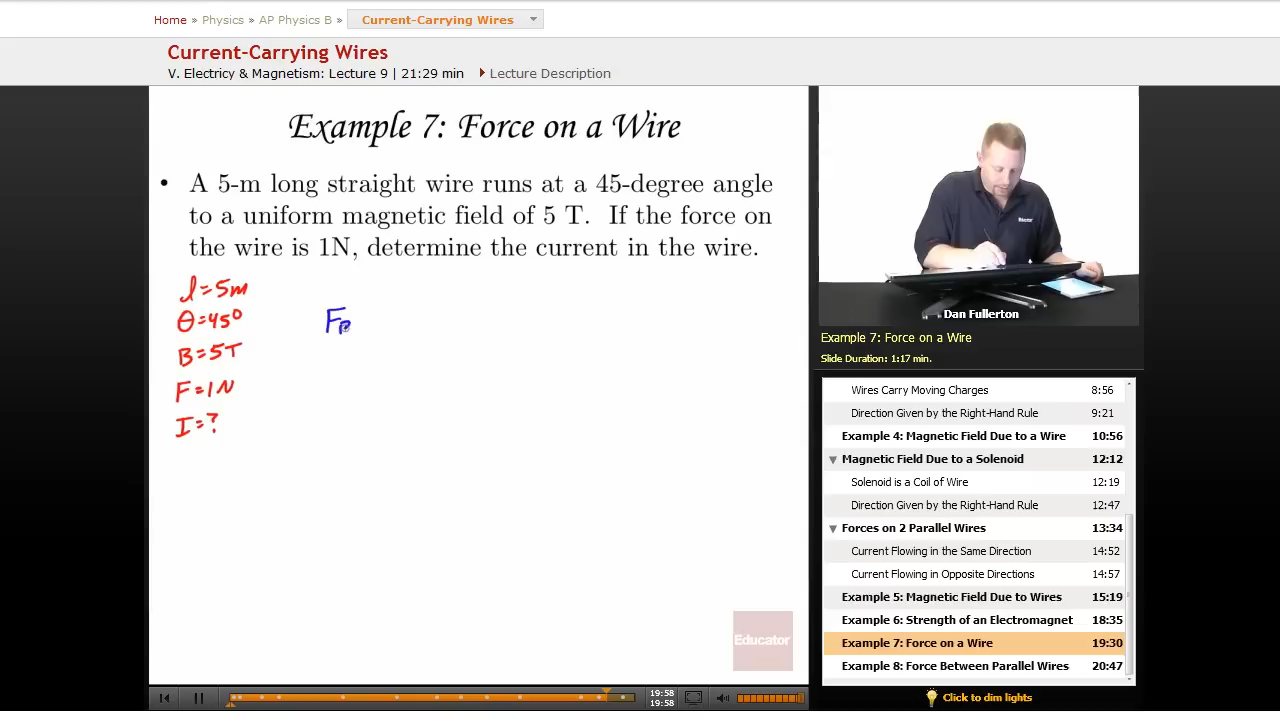 Home » Physics » AP Physics B » Current-Carrying Wires
Current-Carrying Wires
V. Electricity & Magnetism: Lecture 9 | 21:29 min Lecture Description
Example 7: Force on a Wire
• A 5-m long straight wire runs at a 45-degree angle
to a uniform magnetic field of 5 T. If the force on
the wire is 1N, determine the current in the wire.
l = 5m
θ = 45°
B = 5T
F = 1N
I = ?
F_B
Educator
Educator
Dan Fullerton
Example 7: Force on a Wire
Slide Duration: 1:17 min.
Wires Carry Moving Charges 8:56
Direction Given by the Right-Hand Rule 9:21
Example 4: Magnetic Field Due to a Wire 10:56
Magnetic Field Due to a Solenoid 12:12
Solenoid is a Coil of Wire 12:19
Direction Given by the Right-Hand Rule 12:47
Forces on 2 Parallel Wires 13:34
Current Flowing in the Same Direction 14:52
Current Flowing in Opposite Directions 14:57
Example 5: Magnetic Field Due to Wires 15:19
Example 6: Strength of an Electromagnet 18:35
Example 7: Force on a Wire 19:30
Example 8: Force Between Parallel Wires 20:47
19:58
19:58
Click to dim lights